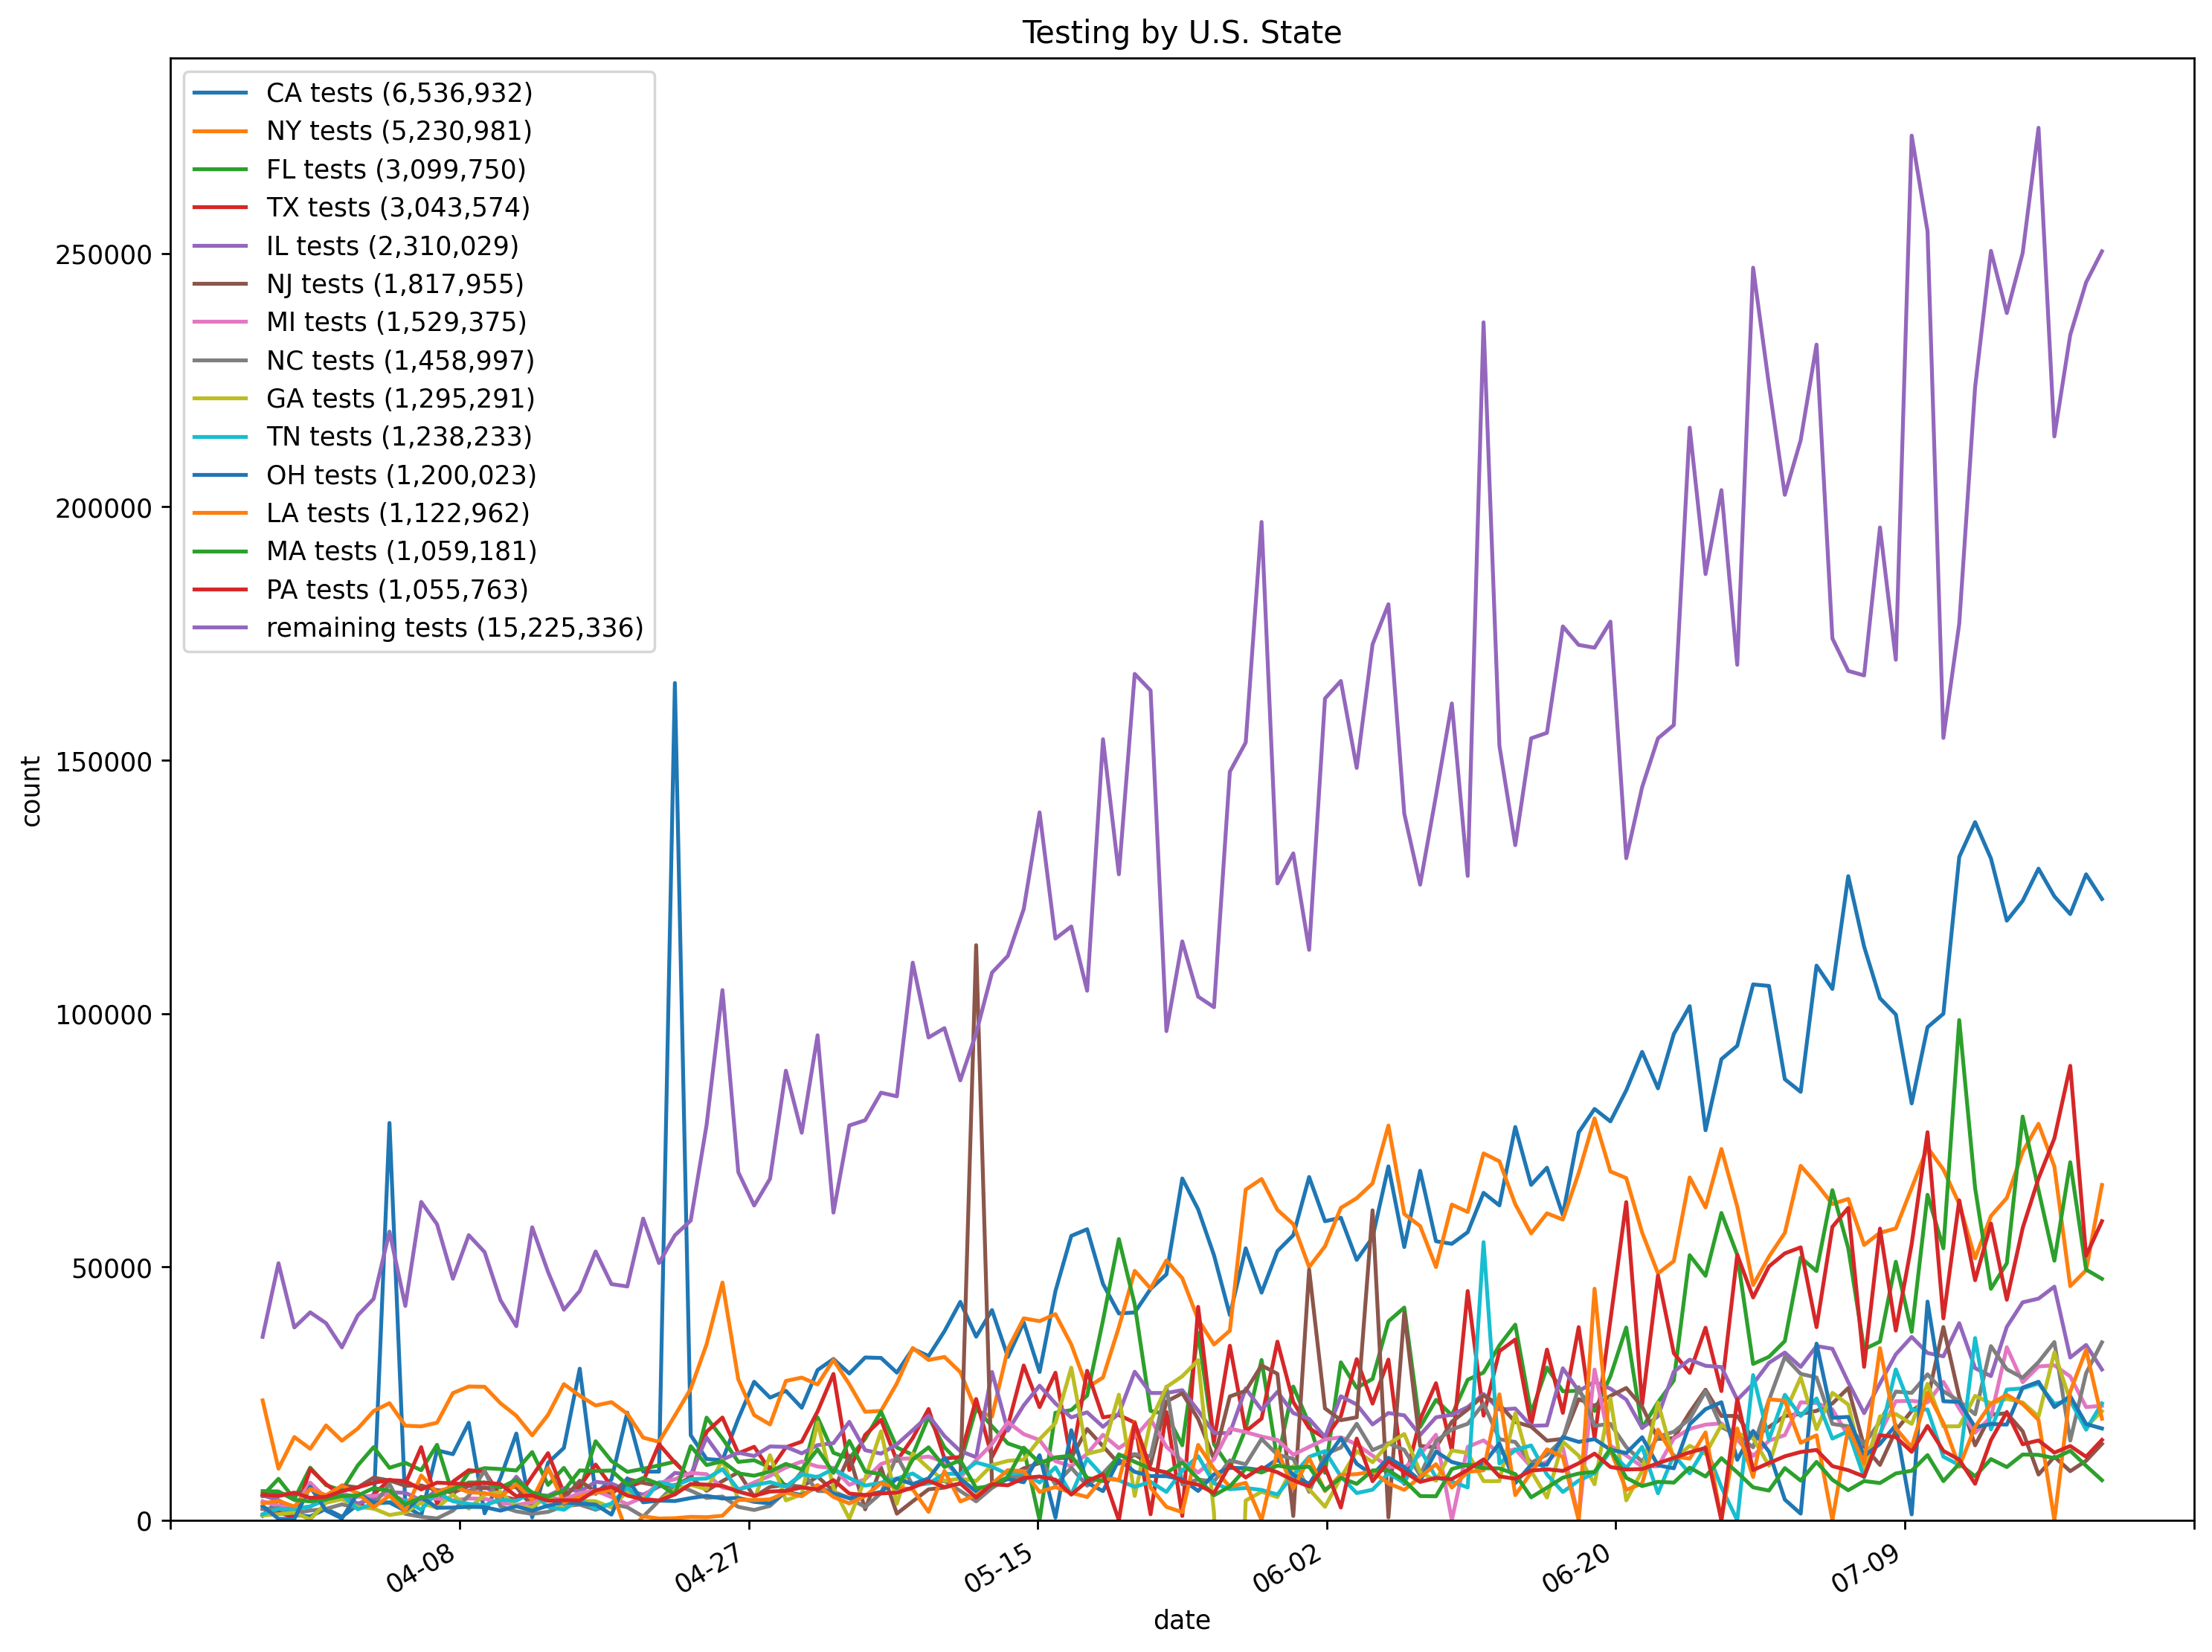 Testing by U.S. State
CA tests (6,536,932)
NY tests (5,230,981)
FL tests (3,099,750)
TX tests (3,043,574)
IL tests (2,310,029)
NJ tests (1,817,955)
MI tests (1,529,375)
NC tests (1,458,997)
GA tests (1,295,291)
TN tests (1,238,233)
OH tests (1,200,023)
LA tests (1,122,962)
MA tests (1,059,181)
PA tests (1,055,763)
remaining tests (15,225,336)
250000
200000
150000
100000
50000
0
count
04-08
04-27
05-15
06-02
06-20
07-09
date